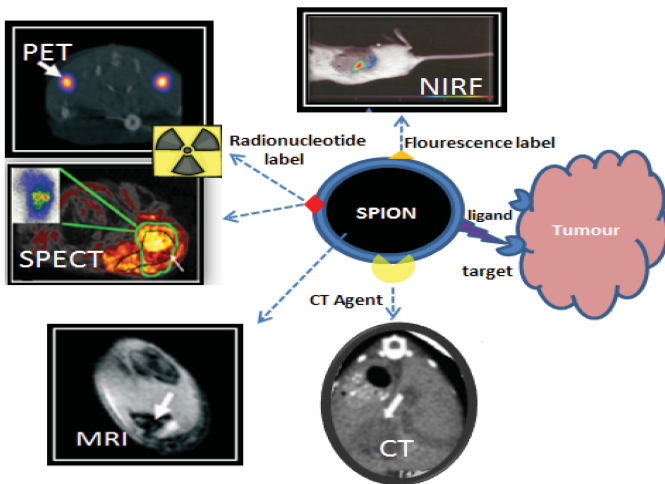 PET
NIRF
Radionucleotide
label
Flourescence label
SPION
ligand
Tumour
target
SPECT
CT Agent
MRI
CT